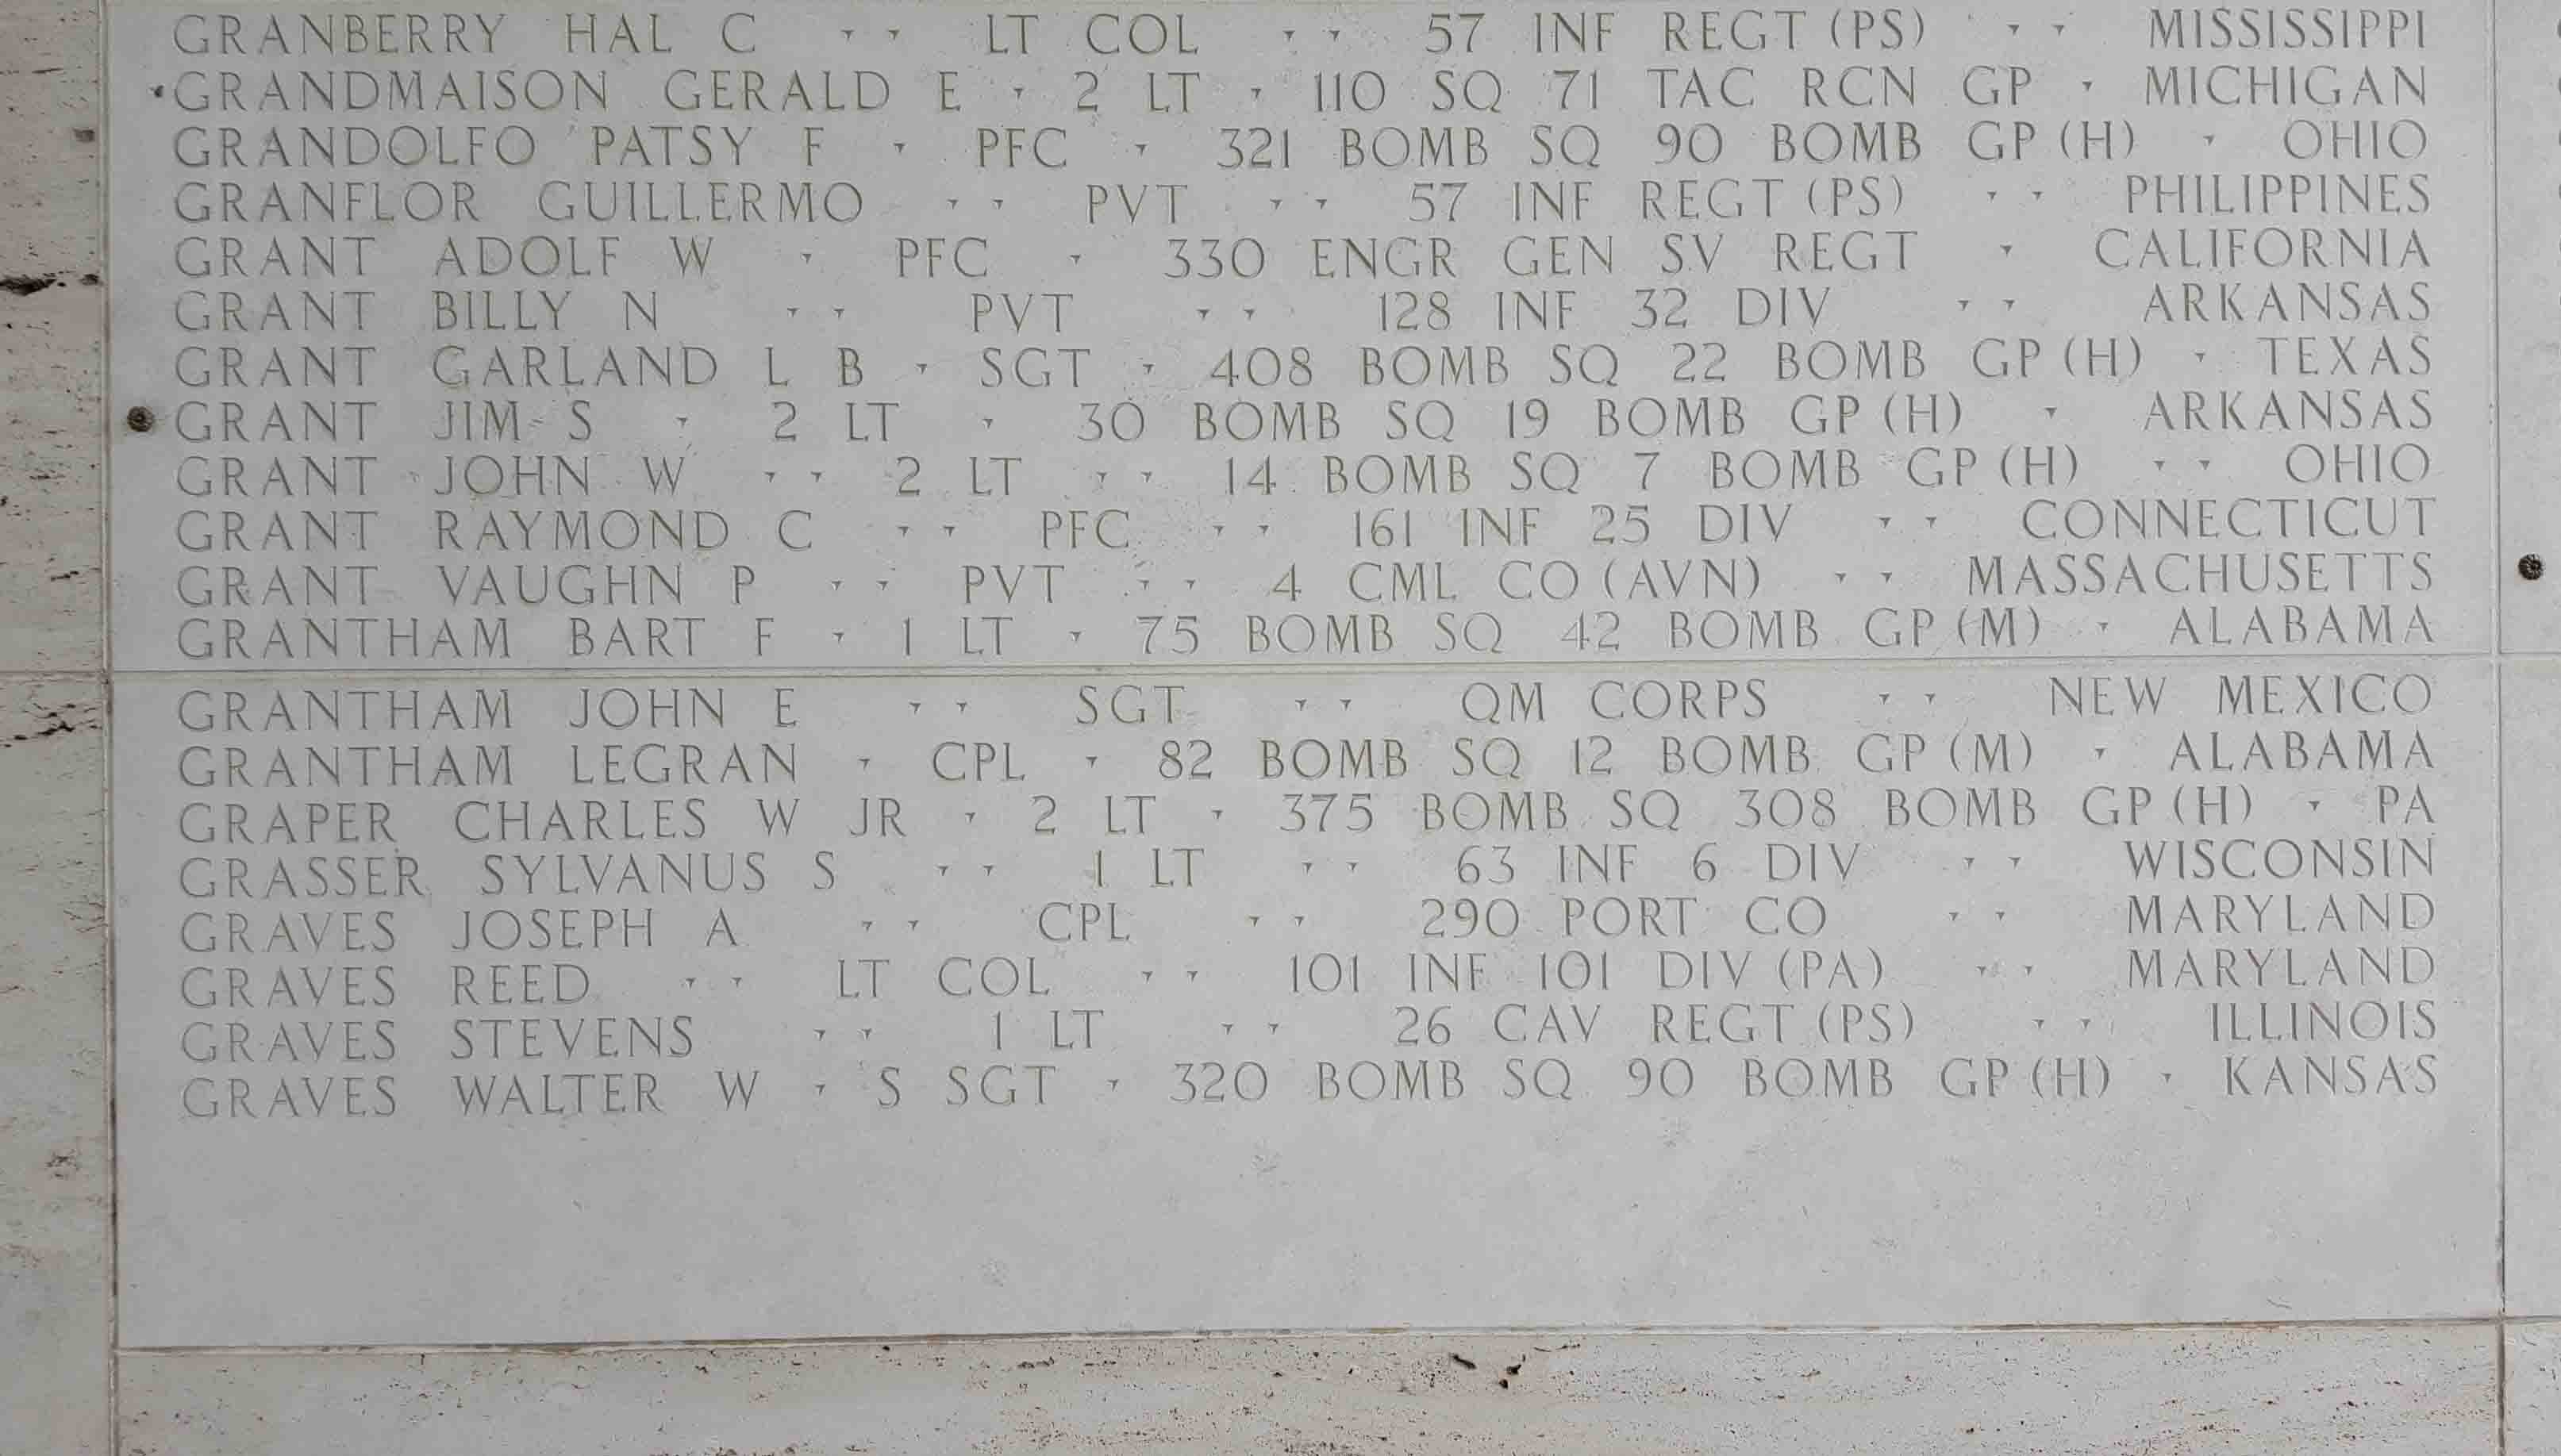 GRANBERRY HAL C ·· LT COL ·· 57 INF REGT (PS) ·· MISSISSIPPI
GRANDMAISON GERALD E · 2 LT · 110 SQ 71 TAC RCN GP · MICHIGAN
GRANDOLFO PATSY F · PFC · 321 BOMB SQ 90 BOMB GP (H) · OHIO
GRANFLOR GUILLERMO ·· PVT ·· 57 INF REGT (PS) ·· PHILIPPINES
GRANT ADOLF W · PFC · 330 ENGR GEN SV REGT · CALIFORNIA
GRANT BILLY N ·· PVT ·· 128 INF 32 DIV ·· ARKANSAS
GRANT GARLAND L B · SGT · 408 BOMB SQ 22 BOMB GP (H) · TEXAS
GRANT JIM S · 2 LT · 30 BOMB SQ 19 BOMB GP (H) · ARKANSAS
GRANT JOHN W ·· 2 LT ·· 14 BOMB SQ 7 BOMB GP (H) ·· OHIO
GRANT RAYMOND C ·· PFC ·· 161 INF 25 DIV ·· CONNECTICUT
GRANT VAUGHN P ·· PVT ·· 4 CML CO (AVN) ·· MASSACHUSETTS
GRANTHAM BART F · 1 LT · 75 BOMB SQ 42 BOMB GP (M) · ALABAMA
GRANTHAM JOHN E ·· SGT ·· QM CORPS ·· NEW MEXICO
GRANTHAM LEGRAN · CPL · 82 BOMB SQ 12 BOMB GP (M) · ALABAMA
GRAPER CHARLES W JR · 2 LT · 375 BOMB SQ 308 BOMB GP (H) · PA
GRASSER SYLVANUS S ·· 1 LT ·· 63 INF 6 DIV ·· WISCONSIN
GRAVES JOSEPH A ·· CPL ·· 290 PORT CO ·· MARYLAND
GRAVES REED ·· LT COL ·· 101 INF 101 DIV (PA) ·· MARYLAND
GRAVES STEVENS ·· 1 LT ·· 26 CAV REGT (PS) ·· ILLINOIS
GRAVES WALTER W · S SGT · 320 BOMB SQ 90 BOMB GP (H) · KANSAS